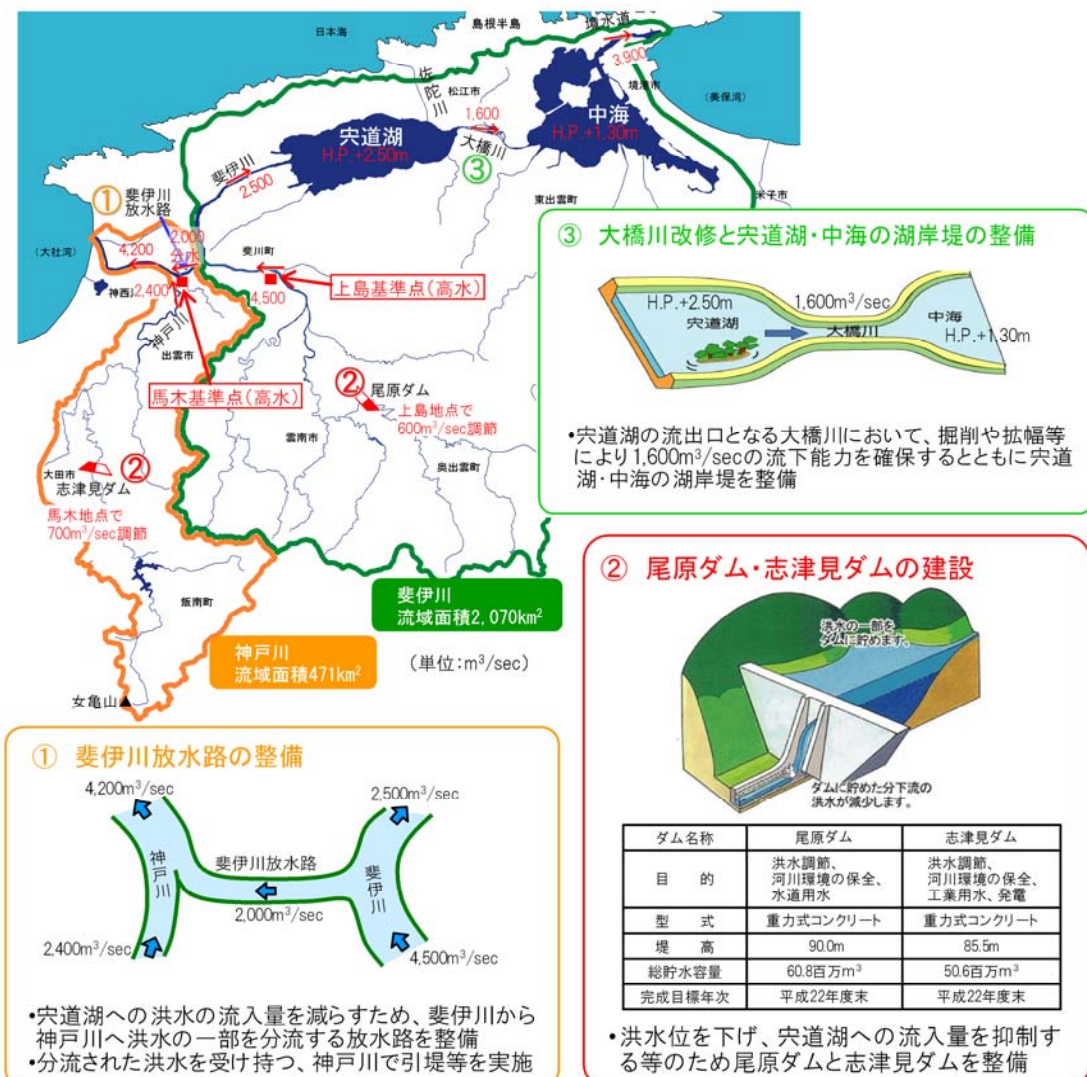 日本海
島根半島
境水道
3,900
境港市
(美保湾)
佐陀川
松江市
1,600
大橋川
③
中海
H.P.+1.30m
宍道湖
H.P.+2.50m
斐伊川
2,500
米子市
東出雲町
①
斐伊川
放水路
(大社湾)
4,200
2,000
分水
斐川町
上島基準点(高水)
2,400
4,500
神戸川
出雲市
馬木基準点(高水)
②
尾原ダム
上島地点で
600m³/sec調節
雲南市
奥出雲町
大田市
②
志津見ダム
馬木地点で
700m³/sec調節
飯南町
斐伊川
流域面積2,070km²
神戸川
流域面積471km²
(単位:m³/sec)
女亀山
③ 大橋川改修と宍道湖・中海の湖岸堤の整備
H.P.+2.50m
宍道湖
1,600m³/sec
大橋川
中海
H.P.+1.30m
•宍道湖の流出口となる大橋川において、掘削や拡幅等
により1,600m³/secの流下能力を確保するとともに宍道
湖・中海の湖岸堤を整備
① 斐伊川放水路の整備
4,200m³/sec
2,500m³/sec
神戸川
斐伊川放水路
斐伊川
2,000m³/sec
2,400m³/sec
4,500m³/sec
•宍道湖への洪水の流入量を減らすため、斐伊川から
神戸川へ洪水の一部を分流する放水路を整備
•分流された洪水を受け持つ、神戸川で引堤等を実施
② 尾原ダム・志津見ダムの建設
洪水の一部を
ダムに貯めます。
ダムに貯めた分下流の
洪水が減少します。
ダム名称 尾原ダム 志津見ダム
目 的 洪水調節、河川環境の保全、水道用水 洪水調節、河川環境の保全、工業用水、発電
型 式 重力式コンクリート 重力式コンクリート
堤 高 90.0m 85.5m
総貯水容量 60.8百万m³ 50.6百万m³
完成目標年次 平成22年度末 平成22年度末
•洪水位を下げ、宍道湖への流入量を抑制す
る等のため尾原ダムと志津見ダムを整備